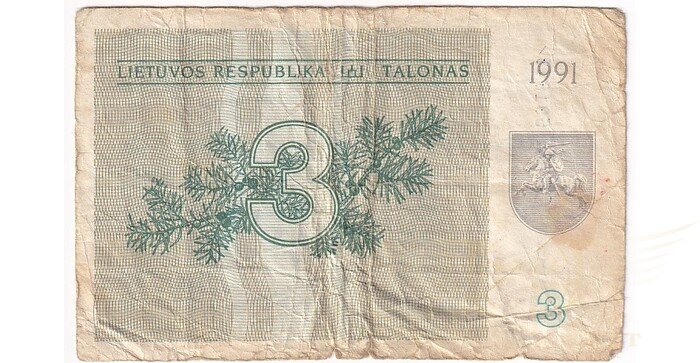 LIETUVOS RESPUBLIKA TALONAS
1991
3
3